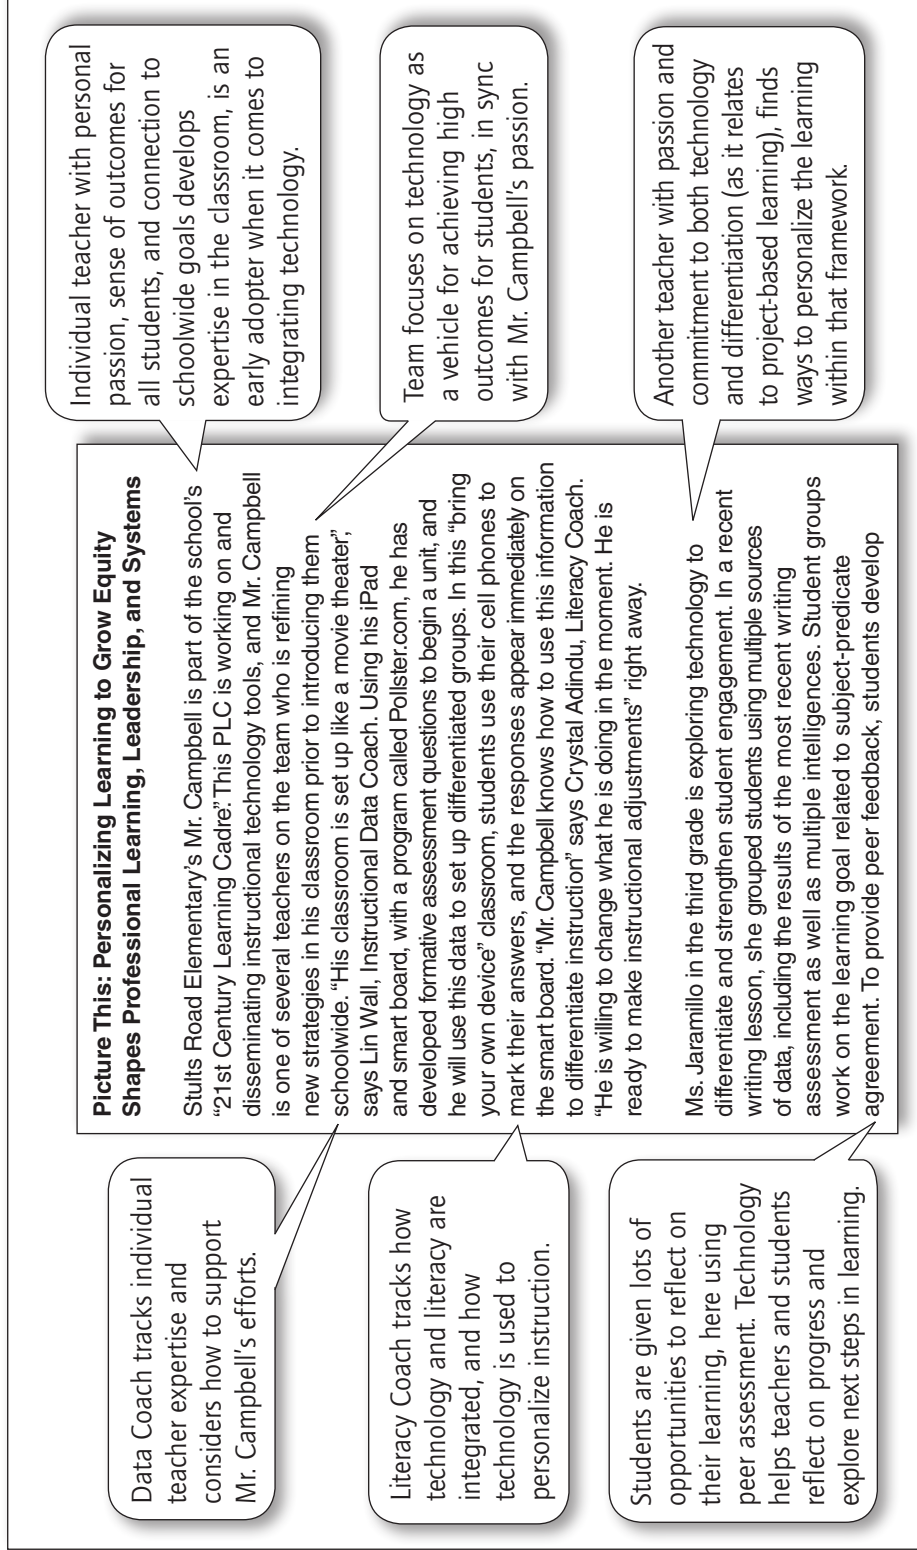 Picture This: Personalizing Learning to Grow Equity
Shapes Professional Learning, Leadership, and Systems
Stults Road Elementary's Mr. Campbell is part of the school's
“21st Century Learning Cadre”. This PLC is working on and
disseminating instructional technology tools, and Mr. Campbell
is one of several teachers on the team who is refining
new strategies in his classroom prior to introducing them
schoolwide. “His classroom is set up like a movie theater,”
says Lin Wall, Instructional Data Coach. Using his iPad
and smart board, with a program called Pollster.com, he has
developed formative assessment questions to begin a unit, and
he will use this data to set up differentiated groups. In this “bring
your own device” classroom, students use their cell phones to
mark their answers, and the responses appear immediately on
the smart board. “Mr. Campbell knows how to use this information
to differentiate instruction” says Crystal Adindu, Literacy Coach.
“He is willing to change what he is doing in the moment. He is
ready to make instructional adjustments” right away.
Ms. Jaramillo in the third grade is exploring technology to
differentiate and strengthen student engagement. In a recent
writing lesson, she grouped students using multiple sources
of data, including the results of the most recent writing
assessment as well as multiple intelligences. Student groups
work on the learning goal related to subject-predicate
agreement. To provide peer feedback, students develop
Data Coach tracks individual
teacher expertise and
considers how to support
Mr. Campbell's efforts.
Literacy Coach tracks how
technology and literacy are
integrated, and how
technology is used to
personalize instruction.
Students are given lots of
opportunities to reflect on
their learning, here using
peer assessment. Technology
helps teachers and students
reflect on progress and
explore next steps in learning.
Individual teacher with personal
passion, sense of outcomes for
all students, and connection to
schoolwide goals develops
expertise in the classroom, is an
early adopter when it comes to
integrating technology.
Team focuses on technology as
a vehicle for achieving high
outcomes for students, in sync
with Mr. Campbell's passion.
Another teacher with passion and
commitment to both technology
and differentiation (as it relates
to project-based learning), finds
ways to personalize the learning
within that framework.